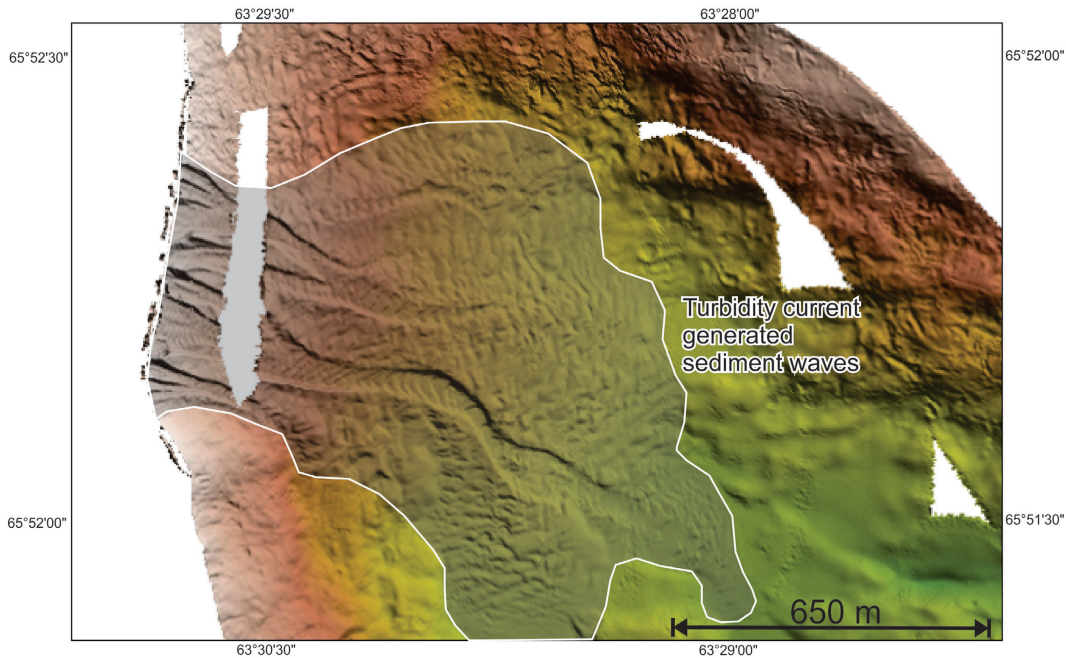 63°29'30"
63°28'00"
65°52'30"
65°52'00"
Turbidity current
generated
sediment waves
65°52'00"
65°51'30"
650 m
63°30'30"
63°29'00"